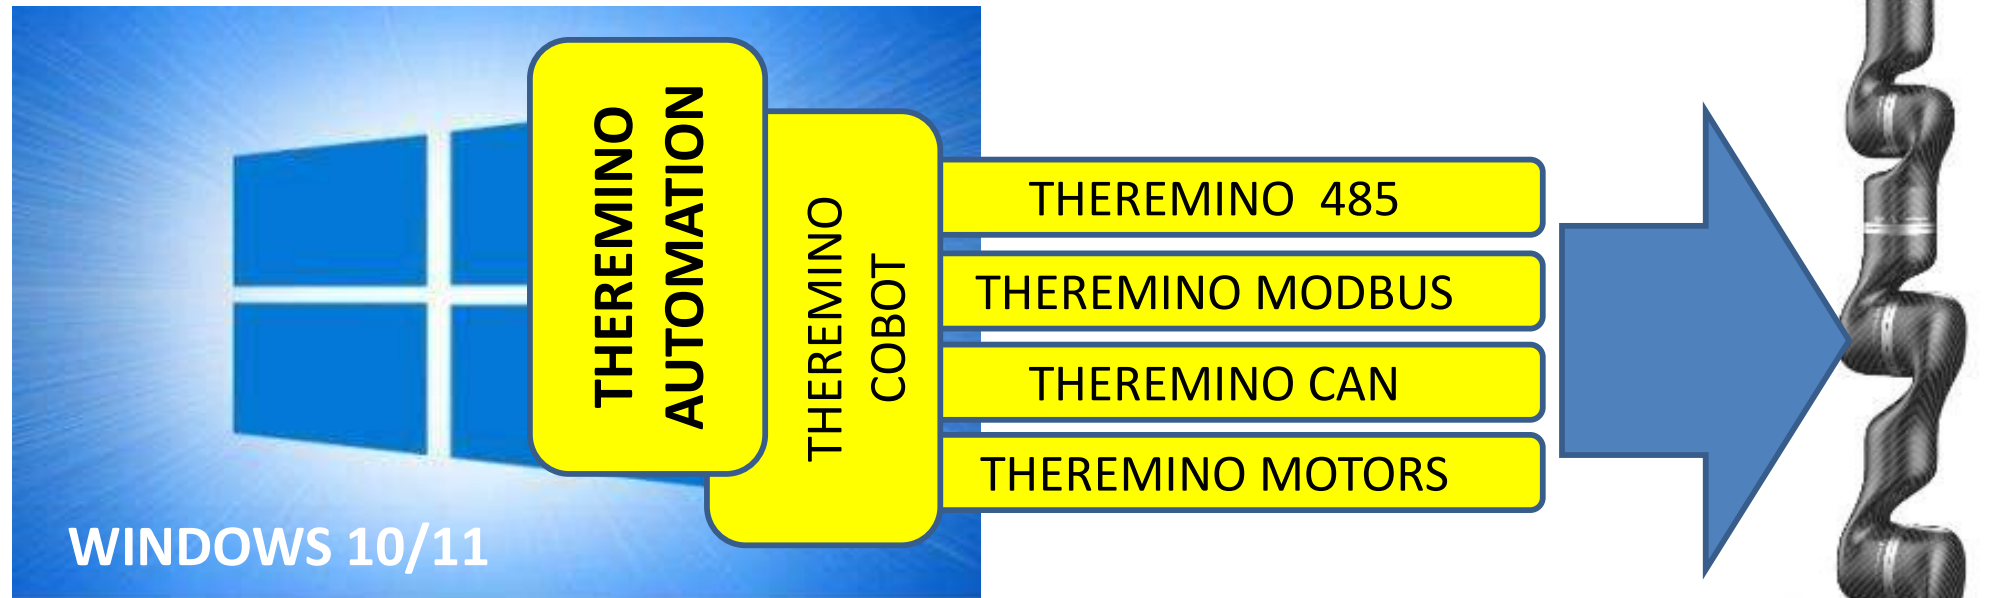 THEREMINO
AUTOMATION
THEREMINO
COBOT
THEREMINO 485
THEREMINO MODBUS
THEREMINO CAN
THEREMINO MOTORS
WINDOWS 10/11